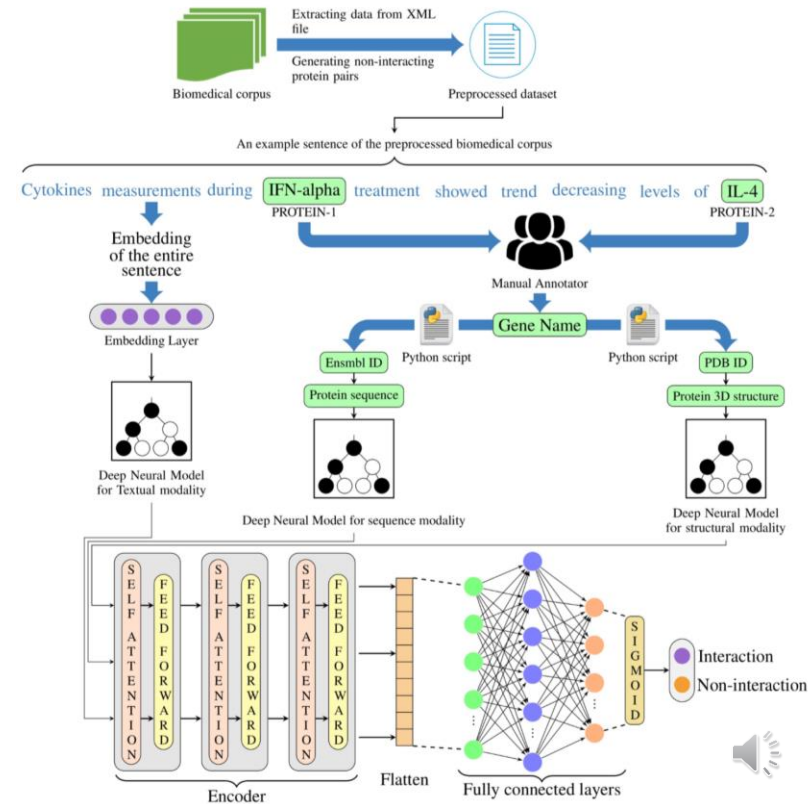 Extracting data from XML
file
Generating non-interacting
protein pairs
Biomedical corpus
Preprocessed dataset
An example sentence of the preprocessed biomedical corpus
Cytokines measurements during IFN-alpha treatment showed trend decreasing levels of IL-4
PROTEIN-1
PROTEIN-2
Embedding
of the entire
sentence
Manual Annotator
Gene Name
Embedding Layer
Ensmbl ID
Python script
Python script
PDB ID
Protein sequence
Protein 3D structure
Deep Neural Model
for Textual modality
Deep Neural Model for sequence modality
Deep Neural Model
for structural modality
SELF ATTENTION
FEED FORWARD
SELF ATTENTION
FEED FORWARD
SELF ATTENTION
FEED FORWARD
SIGMOID
Interaction
Non-interaction
Encoder
Flatten
Fully connected layers